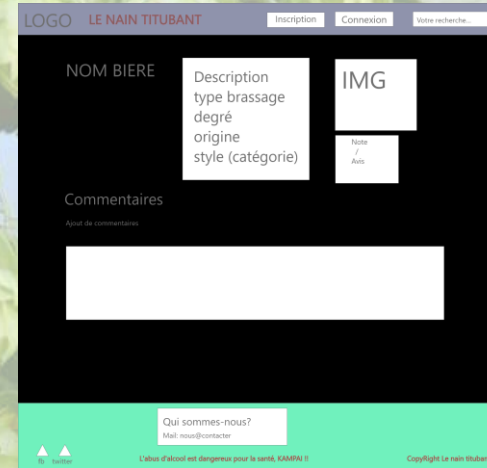 LOGO LE NAIN TITUBANT Inscription Connexion Votre recherche...
NOM BIERE
Description
type brassage
degré
origine
style (catégorie)
IMG
Note
/
Avis
Commentaires
Ajout de commentaires
Qui sommes-nous?
Mail: nous@contacter
fb twitter
L'abus d'alcool est dangereux pour la santé, KAMPAI !!
CopyRight Le nain